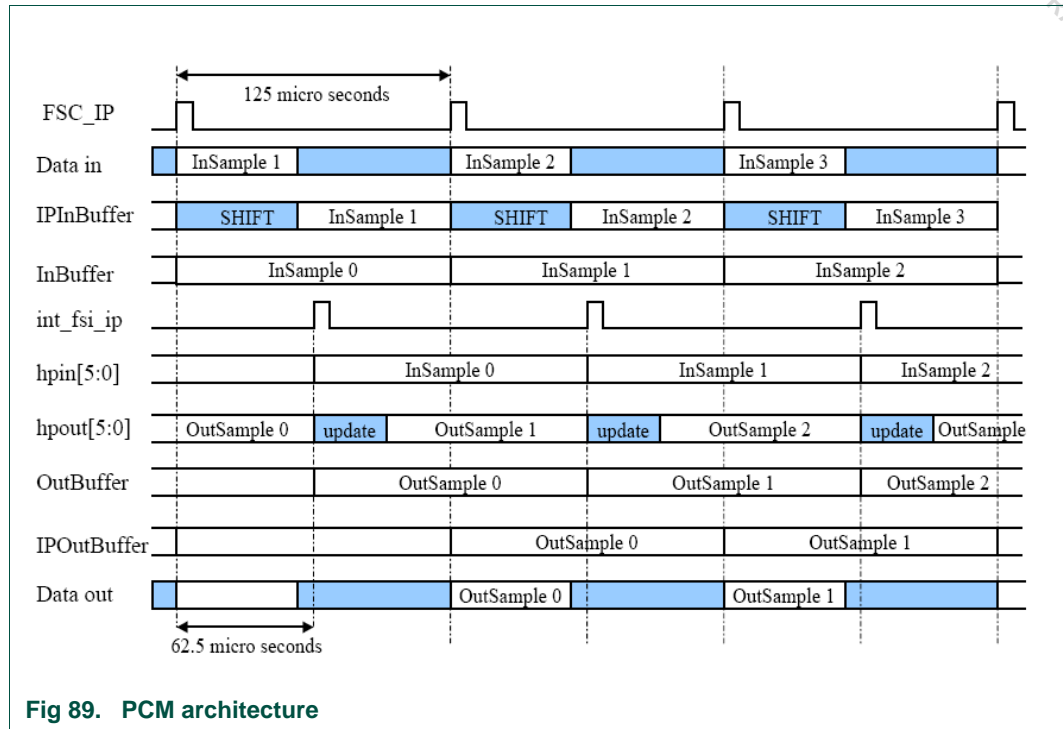 125 micro seconds
FSC_IP
Data in InSample 1 InSample 2 InSample 3
IPInBuffer SHIFT InSample 1 SHIFT InSample 2 SHIFT InSample 3
InBuffer InSample 0 InSample 1 InSample 2
int_fsi_ip
hpin[5:0] InSample 0 InSample 1 InSample 2
hpout[5:0] OutSample 0 update OutSample 1 update OutSample 2 update OutSample
OutBuffer OutSample 0 OutSample 1 OutSample 2
IPOutBuffer OutSample 0 OutSample 1
Data out OutSample 0 OutSample 1
62.5 micro seconds
Fig 89. PCM architecture